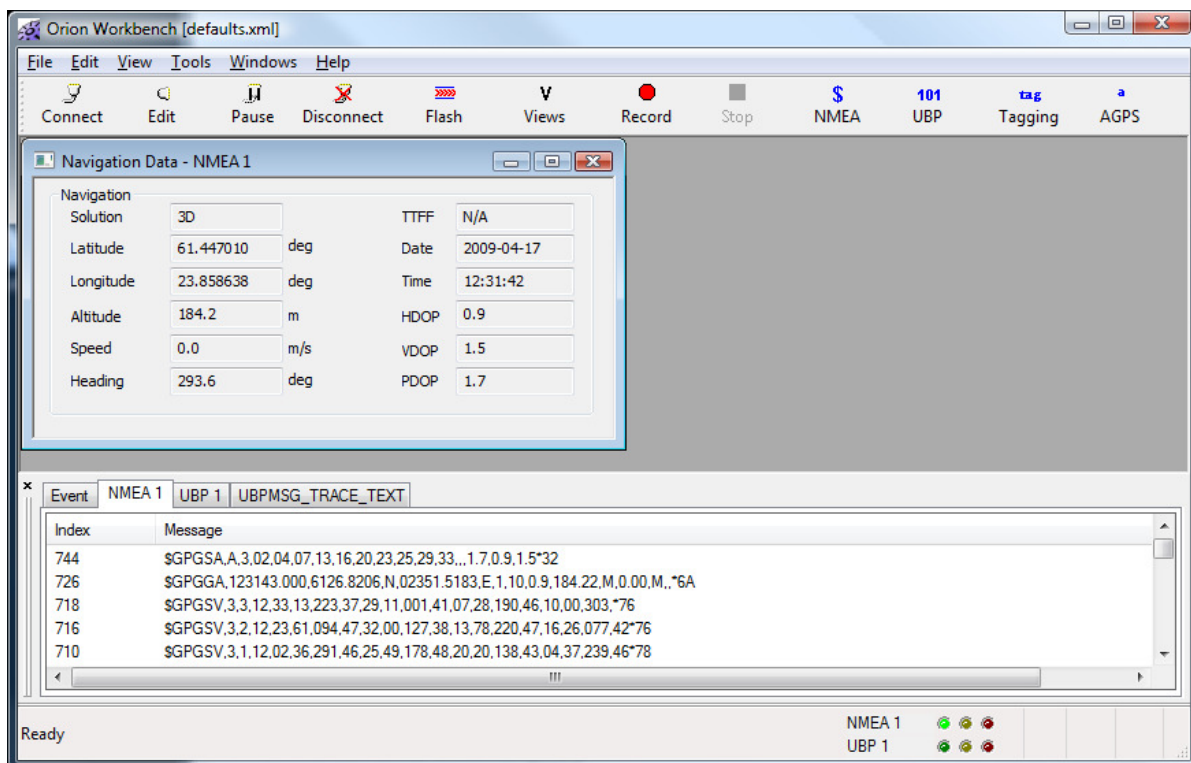 Orion Workbench [defaults.xml]
File Edit View Tools Windows Help
Connect Edit Pause Disconnect Flash Views Record Stop NMEA UBP Tagging AGPS
V $ 101 tag a
Navigation Data - NMEA 1
Navigation
Solution 3D TTFF N/A
Latitude 61.447010 deg Date 2009-04-17
Longitude 23.858638 deg Time 12:31:42
Altitude 184.2 m HDOP 0.9
Speed 0.0 m/s VDOP 1.5
Heading 293.6 deg PDOP 1.7
Event NMEA 1 UBP 1 UBPMSG_TRACE_TEXT
Index Message
744 $GPGSA,A,3,02,04,07,13,16,20,23,25,29,33,,,1.7,0.9,1.5*32
726 $GPGGA,123143.000,6126.8206,N,02351.5183,E,1,10,0.9,184.22,M,0.00,M,,*6A
718 $GPGSV,3,3,12,33,13,223,37,29,11,001,41,07,28,190,46,10,00,303,*76
716 $GPGSV,3,2,12,23,61,094,47,32,00,127,38,13,78,220,47,16,26,077,42*76
710 $GPGSV,3,1,12,02,36,291,46,25,49,178,48,20,20,138,43,04,37,239,46*78
Ready
NMEA 1
UBP 1